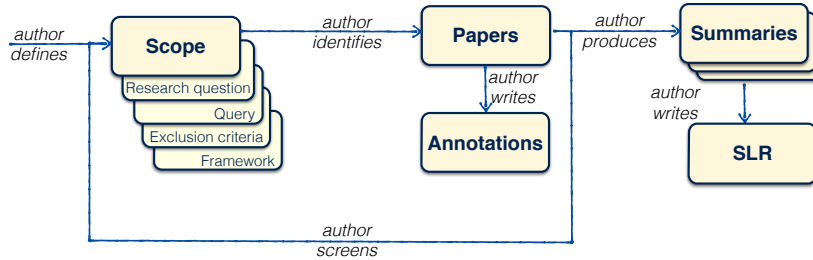 author
defines
Scope
Research question
Query
Exclusion criteria
Framework
author
identifies
Papers
author
writes
Annotations
author
produces
Summaries
author
writes
SLR
author
screens